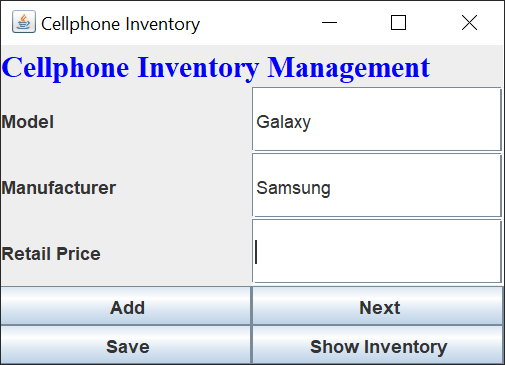 Cellphone Inventory
Cellphone Inventory Management
Model Galaxy
Manufacturer Samsung
Retail Price
Add Next
Save Show Inventory